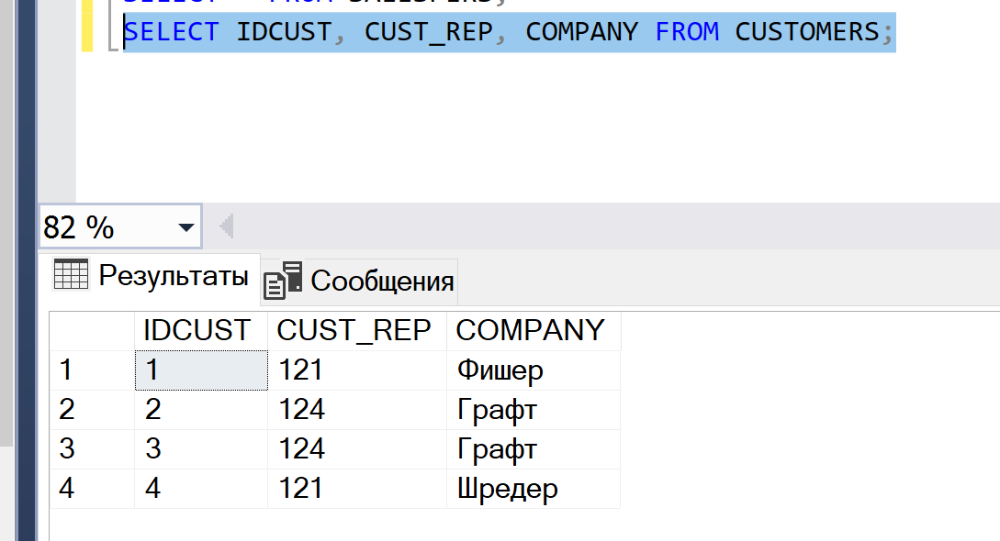 SELECT IDCUST, CUST_REP, COMPANY FROM CUSTOMERS;
82 %
Результаты Сообщения
IDCUST CUST_REP COMPANY
1 1 121 Фишер
2 2 124 Графт
3 3 124 Графт
4 4 121 Шредер